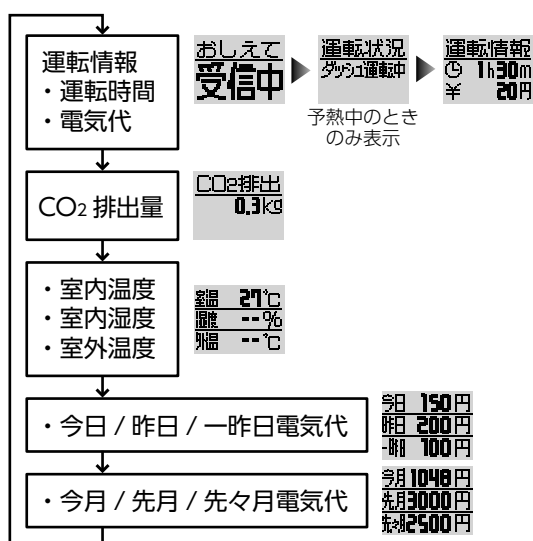 運転情報
・運転時間
・電気代
おしえて
受信中
運転状況
ダッシュ運転中
予熱中のとき
のみ表示
運転情報
1h30m
¥ 20円
CO2 排出量
CO2排出
0.3kg
・室内温度
・室内湿度
・室外温度
室温 27℃
湿度 --%
外温 --℃
・今日 / 昨日 / 一昨日電気代
今日 150円
昨日 200円
一昨日 100円
・今月 / 先月 / 先々月電気代
今月1048円
先月3000円
先々月2500円